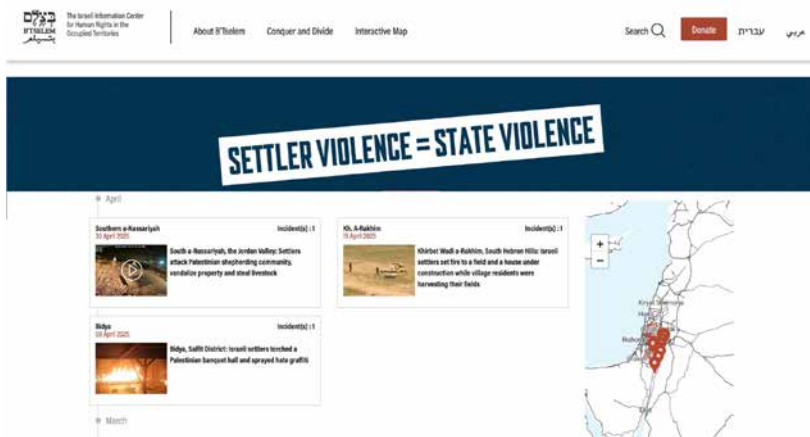 בצלם
B'TSELEM
بتسيلم
The Israeli Information Center
for Human Rights in the
Occupied Territories
About B'Tselem
Conquer and Divide
Interactive Map
Search
Donate
עברית
عربي
SETTLER VIOLENCE = STATE VIOLENCE
April
Southern a-Nassariyah
Incident(s) : 1
30 April 2025
South a-Nassariyah, the Jordan Valley: Settlers
attack Palestinian shepherding community,
vandalize property and steal livestock
Kh. A-Rakhim
Incident(s) : 1
Khirbet Wadi a-Rakhim, South Hebron Hills: Israeli
settlers set fire to a field and a house under
construction while village residents were
harvesting their fields
Bidya
Incident(s) : 1
April 2025
Bidya, Salfit District: Israeli settlers torched a
Palestinian banquet hall and sprayed hate graffiti
March
+
−